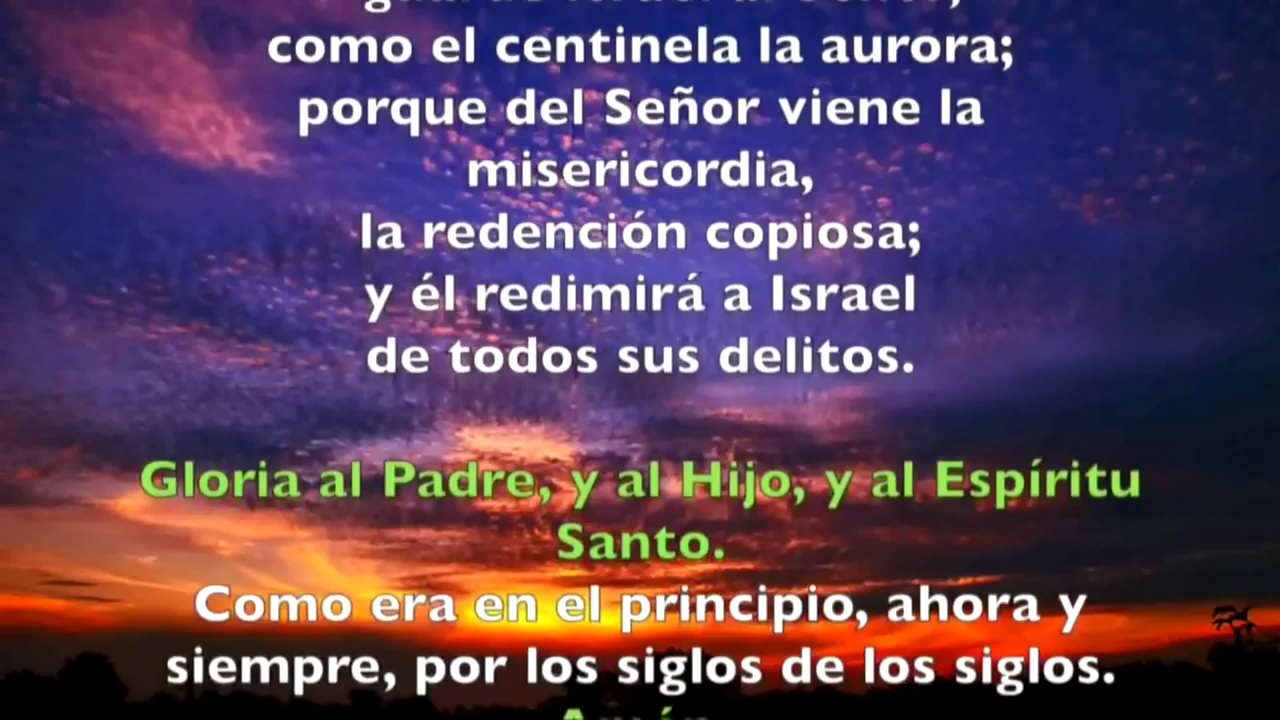 como el centinela la aurora;
porque del Señor viene la
misericordia,
la redención copiosa;
y él redimirá a Israel
de todos sus delitos.
Gloria al Padre, y al Hijo, y al Espíritu
Santo.
Como era en el principio, ahora y
siempre, por los siglos de los siglos.